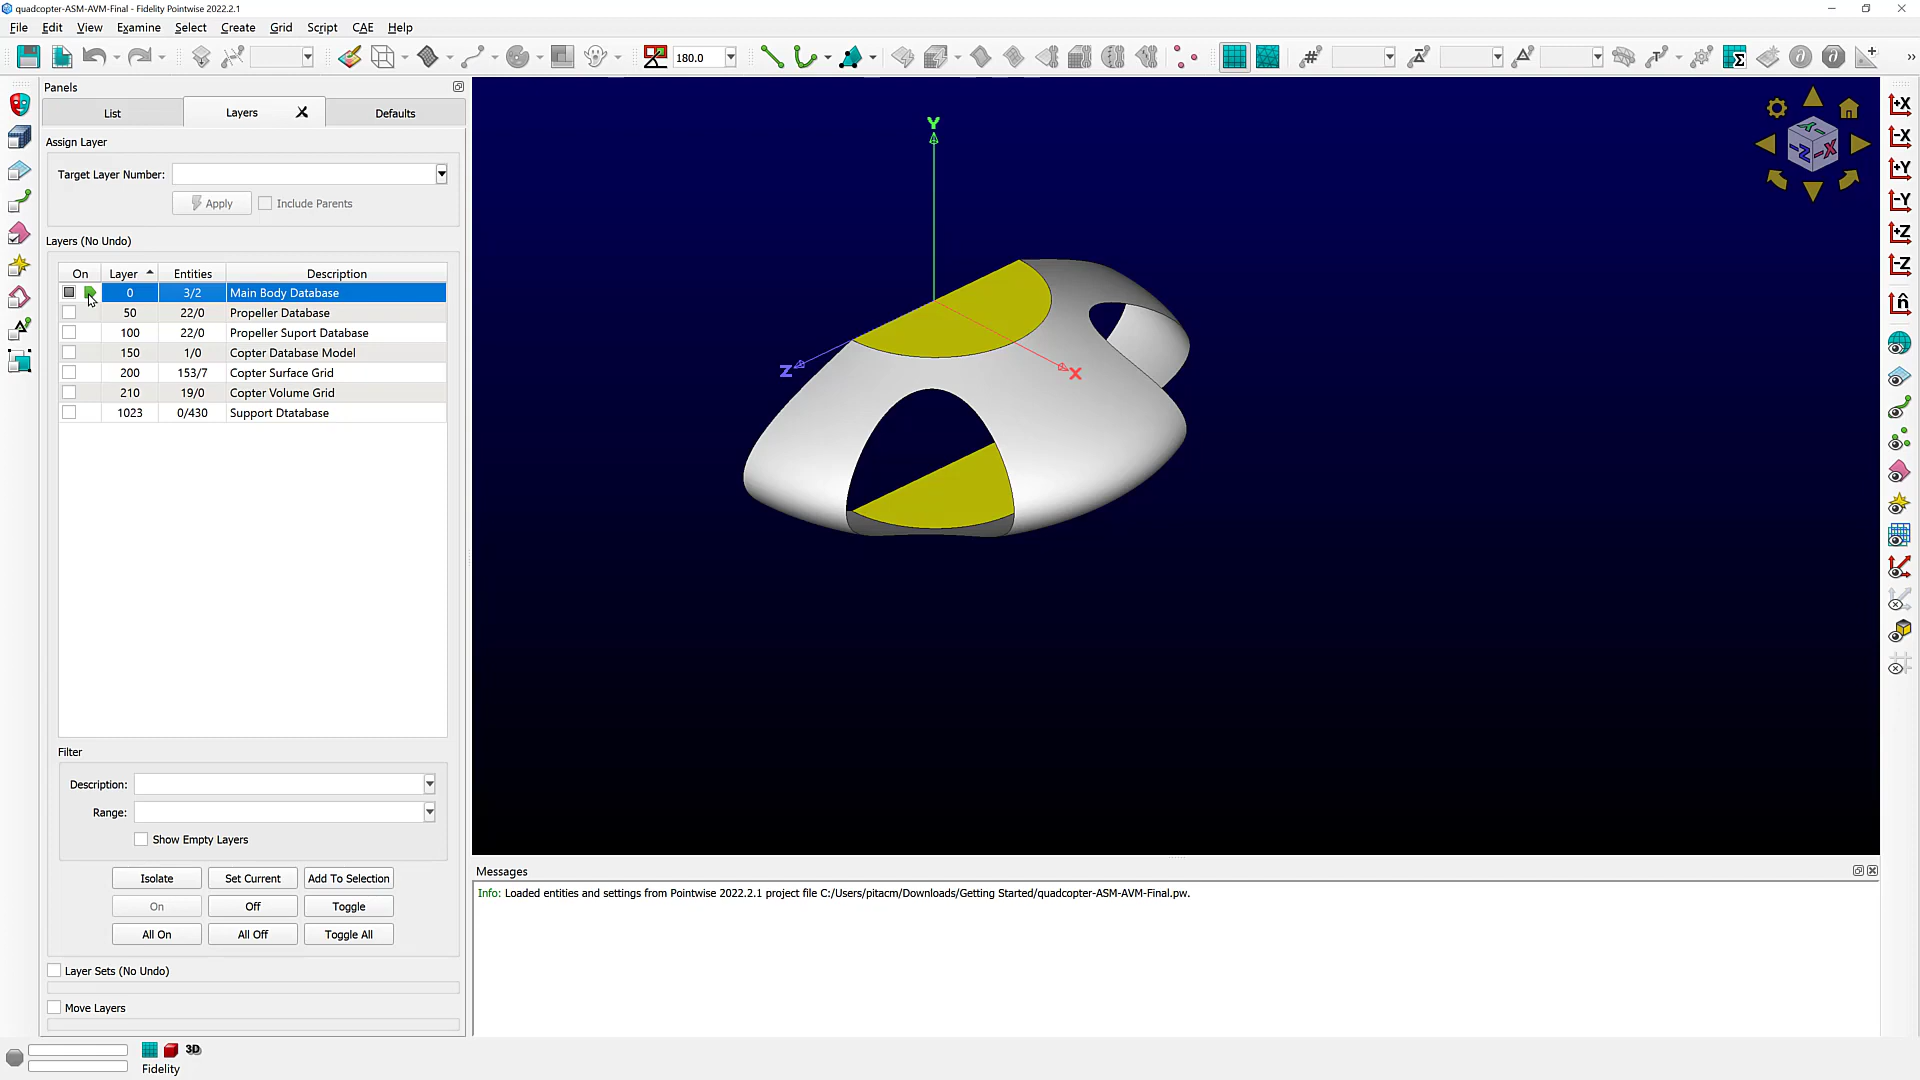 quadcopter-ASM-AVM-Final - Fidelity Pointwise 2022.2.1
File Edit View Examine Select Create Grid Script CAE Help
180.0
Panels
List Layers Defaults
Assign Layer
Target Layer Number:
Apply Include Parents
Layers (No Undo)
On Layer Entities Description
0 3/2 Main Body Database
50 22/0 Propeller Database
100 22/0 Propeller Suport Database
150 1/0 Copter Database Model
200 153/7 Copter Surface Grid
210 19/0 Copter Volume Grid
1023 0/430 Support Dtatabase
Filter
Description:
Range:
Show Empty Layers
Isolate Set Current Add To Selection
On Off Toggle
All On All Off Toggle All
Layer Sets (No Undo)
Move Layers
Y
Z
X
-Y
-Z
-X
+X
-X
+Y
-Y
+Z
-Z
n̂
Messages
Info: Loaded entities and settings from Pointwise 2022.2.1 project file C:/Users/pitacm/Downloads/Getting Started/quadcopter-ASM-AVM-Final.pw.
3D
Fidelity